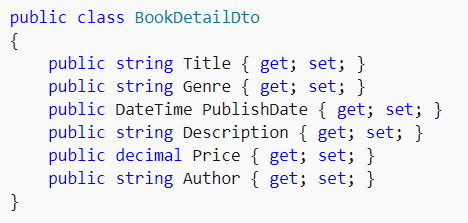 public class BookDetailDto
{
    public string Title { get; set; }
    public string Genre { get; set; }
    public DateTime PublishDate { get; set; }
    public string Description { get; set; }
    public decimal Price { get; set; }
    public string Author { get; set; }
}